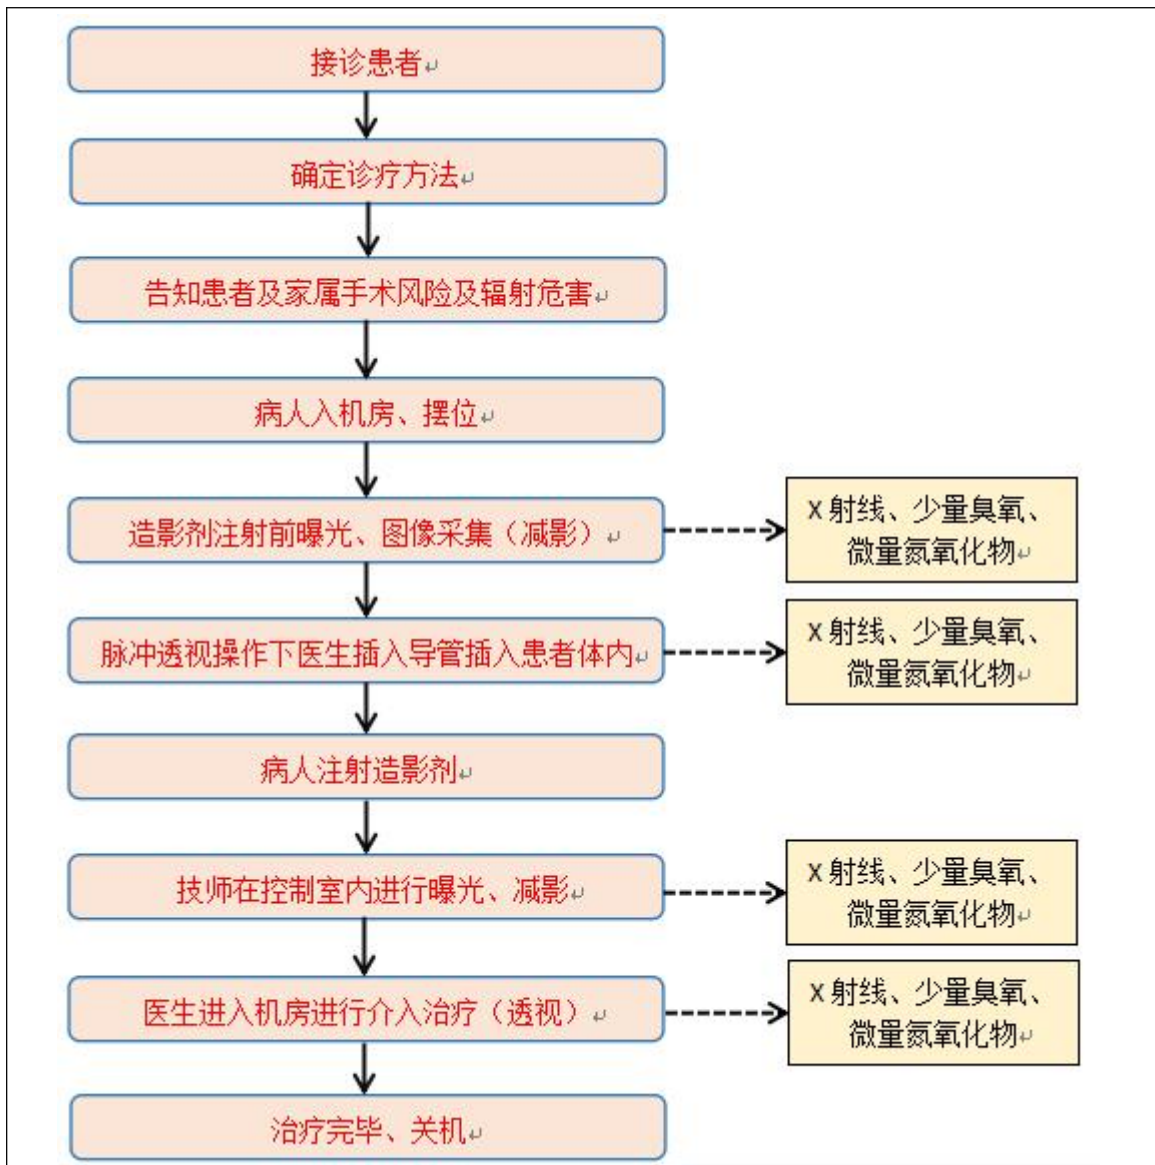 接诊患者
确定诊疗方法
告知患者及家属手术风险及辐射危害
病人入机房、摆位
造影剂注射前曝光、图像采集（减影）
X 射线、少量臭氧、
微量氮氧化物
脉冲透视操作下医生插入导管插入患者体内
X 射线、少量臭氧、
微量氮氧化物
病人注射造影剂
技师在控制室内进行曝光、减影
X 射线、少量臭氧、
微量氮氧化物
医生进入机房进行介入治疗（透视）
X 射线、少量臭氧、
微量氮氧化物
治疗完毕、关机